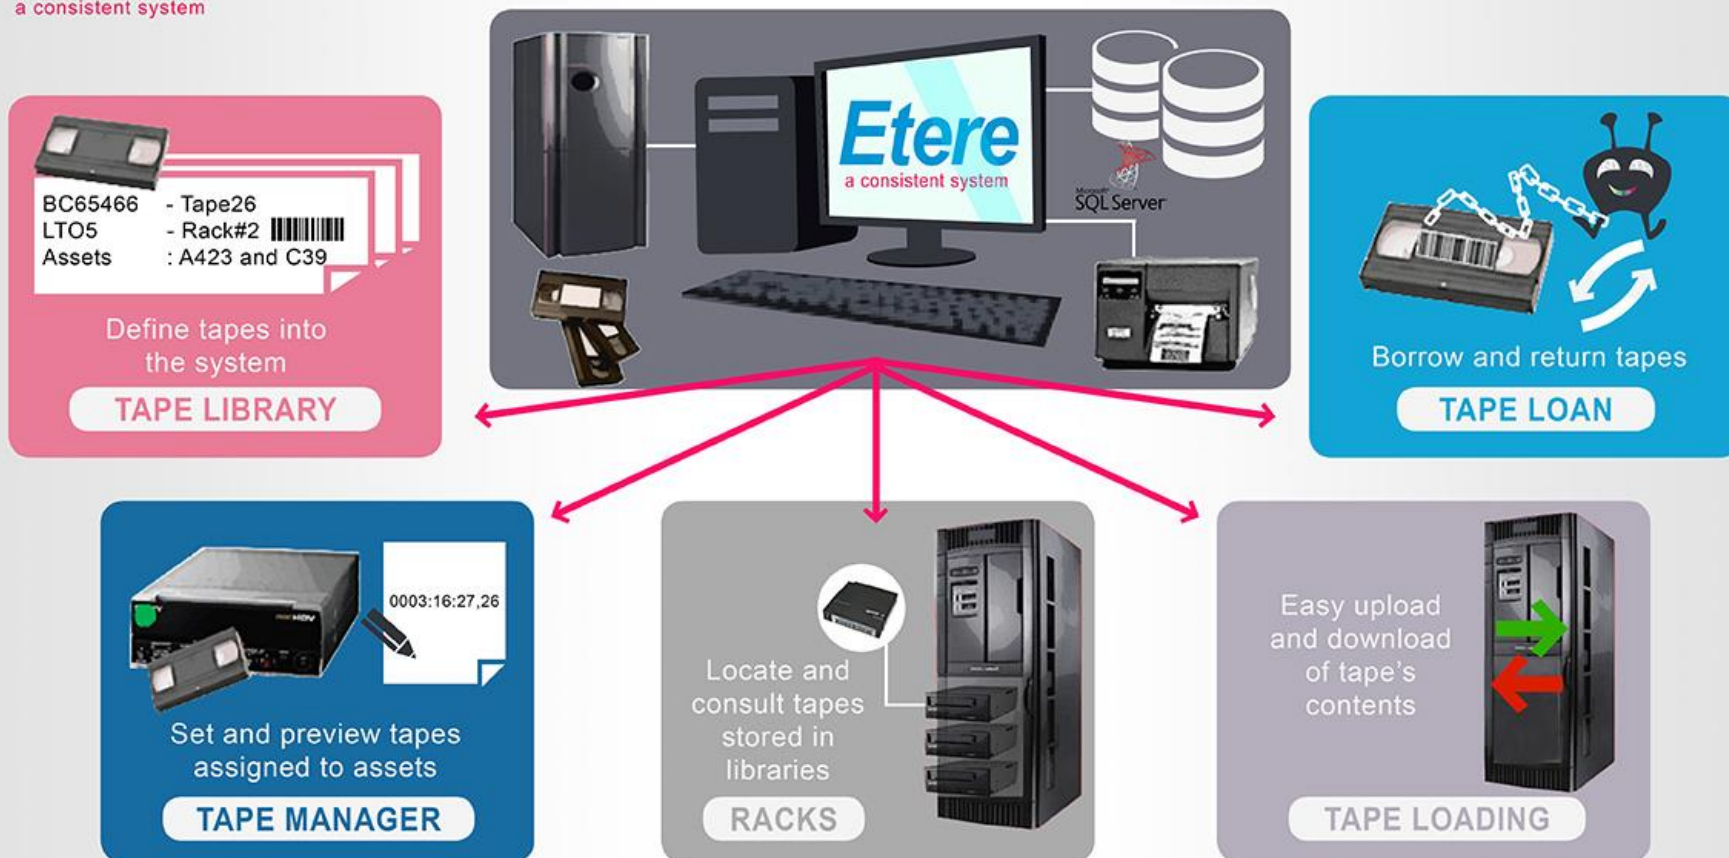 a consistent system
Etere
a consistent system
Microsoft
SQL Server
BC65466 - Tape26
LTO5 - Rack#2
Assets : A423 and C39
Define tapes into
the system
TAPE LIBRARY
Borrow and return tapes
TAPE LOAN
0003:16:27,26
Set and preview tapes
assigned to assets
TAPE MANAGER
Locate and
consult tapes
stored in
libraries
RACKS
Easy upload
and download
of tape's
contents
TAPE LOADING